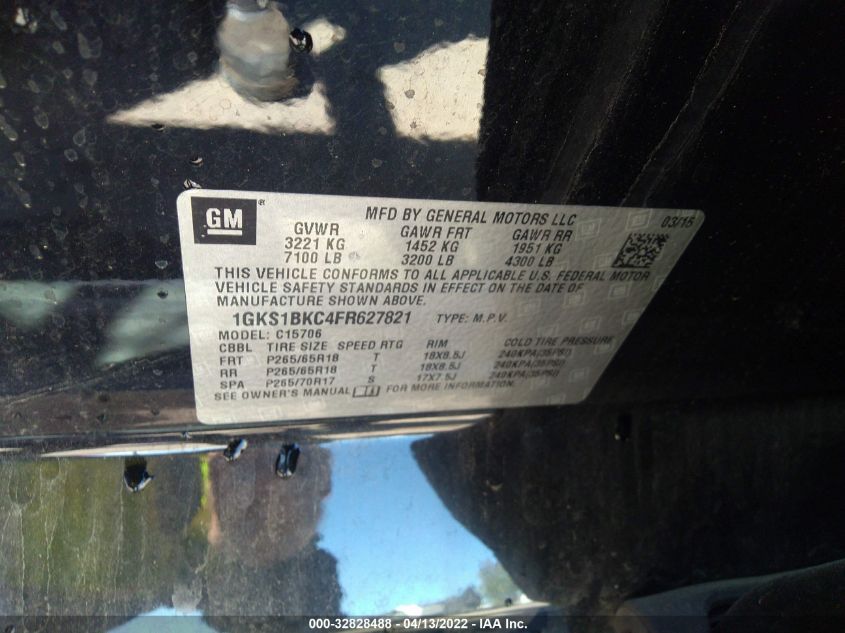 GM ®
MFD BY GENERAL MOTORS LLC 03/15
GVWR GAWR FRT GAWR RR
3221 KG 1452 KG 1951 KG
7100 LB 3200 LB 4300 LB
THIS VEHICLE CONFORMS TO ALL APPLICABLE U.S. FEDERAL MOTOR
VEHICLE SAFETY STANDARDS IN EFFECT ON THE DATE OF
MANUFACTURE SHOWN ABOVE.
1GKS1BKC4FR627821 TYPE: M.P.V.
MODEL: C15706
CBBL TIRE SIZE SPEED RTG RIM COLD TIRE PRESSURE
FRT P265/65R18 T 18X8.5J 240KPA(35PSI)
RR P265/65R18 T 18X8.5J 240KPA(35PSI)
SPA P265/70R17 S 17X7.5J 240KPA(35PSI)
SEE OWNER'S MANUAL FOR MORE INFORMATION.
000-32828488 - 04/13/2022 - IAA Inc.